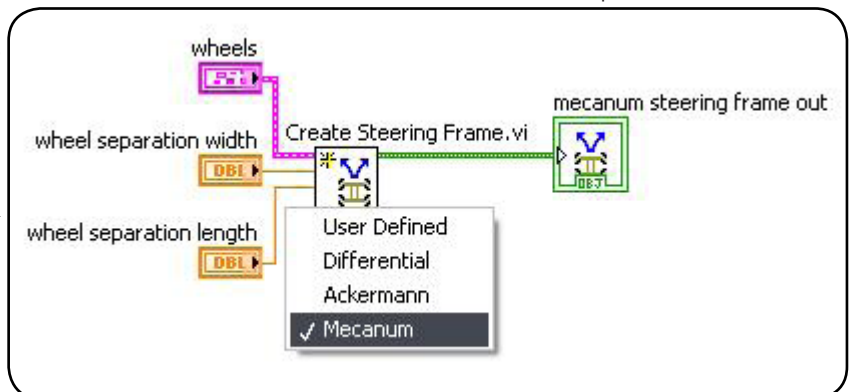 wheels
mecanum steering frame out
Create Steering Frame.vi
wheel separation width
DBL
OBJ
wheel separation length
DBL
User Defined
Differential
Ackermann
✓ Mecanum